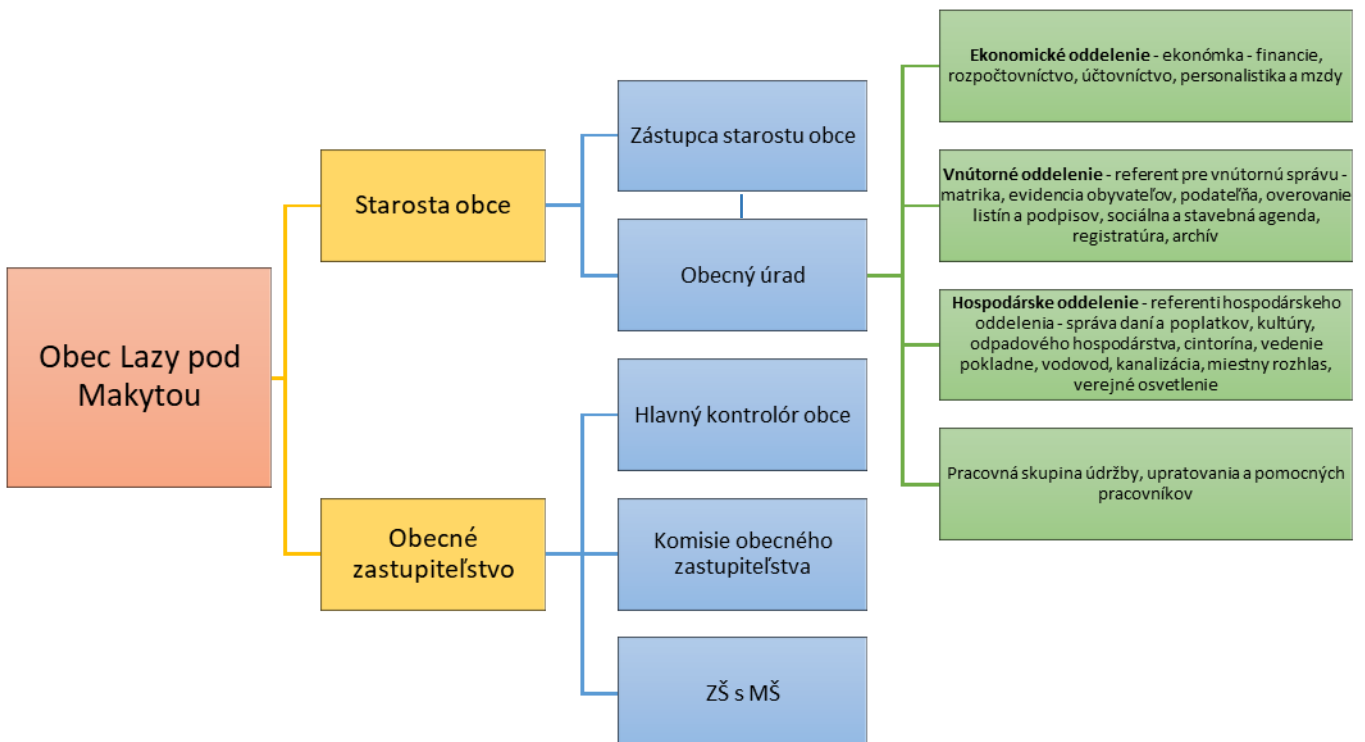 Obec Lazy pod
Makytou
Starosta obce
Obecné
zastupiteľstvo
Zástupca starostu obce
Obecný úrad
Hlavný kontrolór obce
Komisie obecného
zastupiteľstva
ZŠ s MŠ
Ekonomické oddelenie - ekonómka - financie,
rozpočtovníctvo, účtovníctvo, personalistika a mzdy
Vnútorné oddelenie - referent pre vnútornú správu -
matrika, evidencia obyvateľov, podateľňa, overovanie
listín a podpisov, sociálna a stavebná agenda,
registratúra, archív
Hospodárske oddelenie - referenti hospodárskeho
oddelenia - správa daní a poplatkov, kultúry,
odpadového hospodárstva, cintorína, vedenie
pokladne, vodovod, kanalizácia, miestny rozhlas,
verejné osvetlenie
Pracovná skupina údržby, upratovania a pomocných
pracovníkov